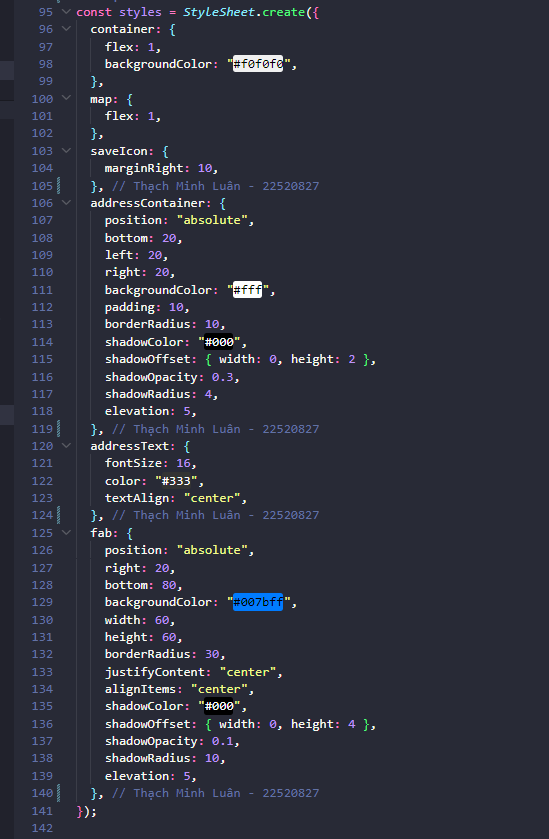 95 const styles = StyleSheet.create({
96 container: {
97 flex: 1,
98 backgroundColor: "#f0f0f0",
99 },
100 map: {
101 flex: 1,
102 },
103 saveIcon: {
104 marginRight: 10,
105 }, // Thạch Minh Luân - 22520827
106 addressContainer: {
107 position: "absolute",
108 bottom: 20,
109 left: 20,
110 right: 20,
111 backgroundColor: "#fff",
112 padding: 10,
113 borderRadius: 10,
114 shadowColor: "#000",
115 shadowOffset: { width: 0, height: 2 },
116 shadowOpacity: 0.3,
117 shadowRadius: 4,
118 elevation: 5,
119 }, // Thạch Minh Luân - 22520827
120 addressText: {
121 fontSize: 16,
122 color: "#333",
123 textAlign: "center",
124 }, // Thạch Minh Luân - 22520827
125 fab: {
126 position: "absolute",
127 right: 20,
128 bottom: 80,
129 backgroundColor: "#007bff",
130 width: 60,
131 height: 60,
132 borderRadius: 30,
133 justifyContent: "center",
134 alignItems: "center",
135 shadowColor: "#000",
136 shadowOffset: { width: 0, height: 4 },
137 shadowOpacity: 0.1,
138 shadowRadius: 10,
139 elevation: 5,
140 }, // Thạch Minh Luân - 22520827
141 });
142